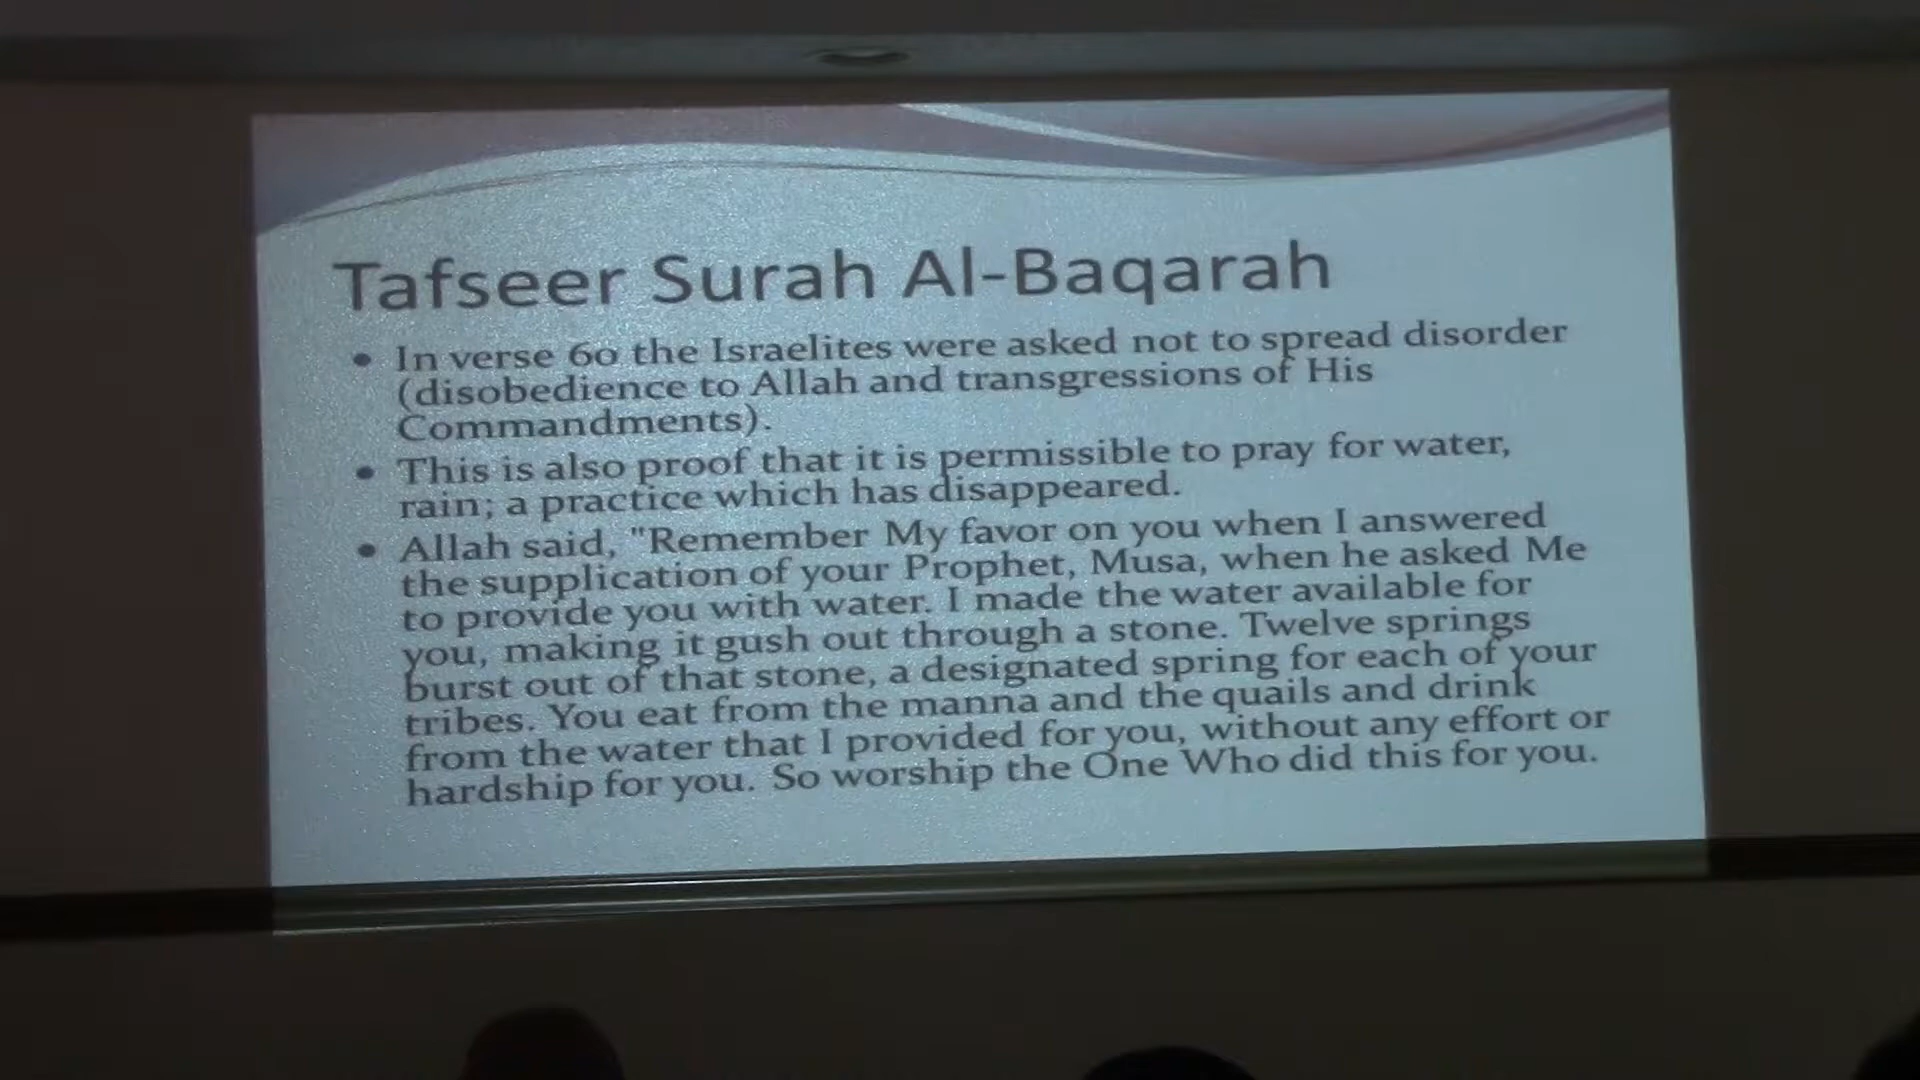 Tafseer Surah Al-Baqarah
• In verse 60 the Israelites were asked not to spread disorder
(disobedience to Allah and transgressions of His
Commandments).
• This is also proof that it is permissible to pray for water,
rain; a practice which has disappeared.
• Allah said, "Remember My favor on you when I answered
the supplication of your Prophet, Musa, when he asked Me
to provide you with water. I made the water available for
you, making it gush out through a stone. Twelve springs
burst out of that stone, a designated spring for each of your
tribes. You eat from the manna and the quails and drink
from the water that I provided for you, without any effort or
hardship for you. So worship the One Who did this for you.